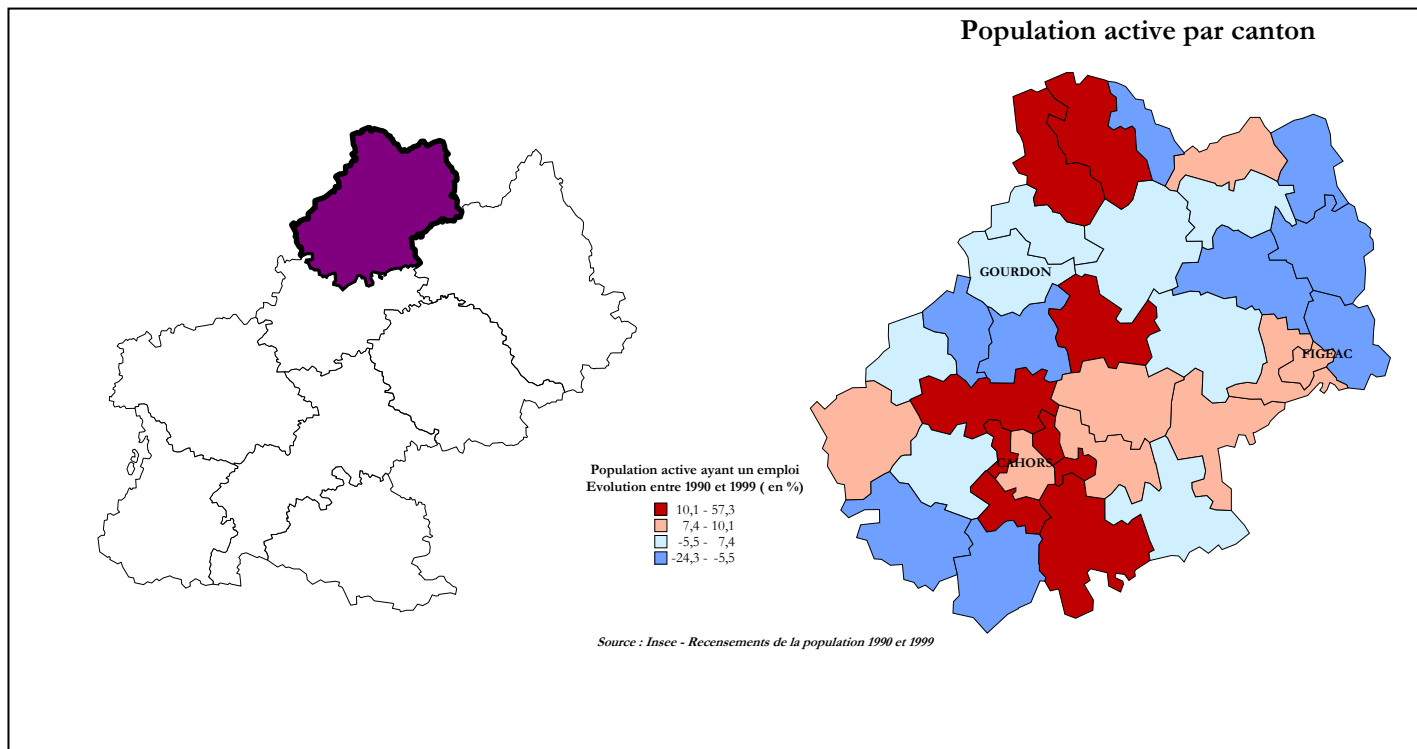 Population active par canton
GOURDON
FIGEAC
CAHORS
Population active ayant un emploi
Evolution entre 1990 et 1999 ( en %)
10,1 - 57,3
7,4 - 10,1
-5,5 - 7,4
-24,3 - -5,5
Source : Insee - Recensements de la population 1990 et 1999